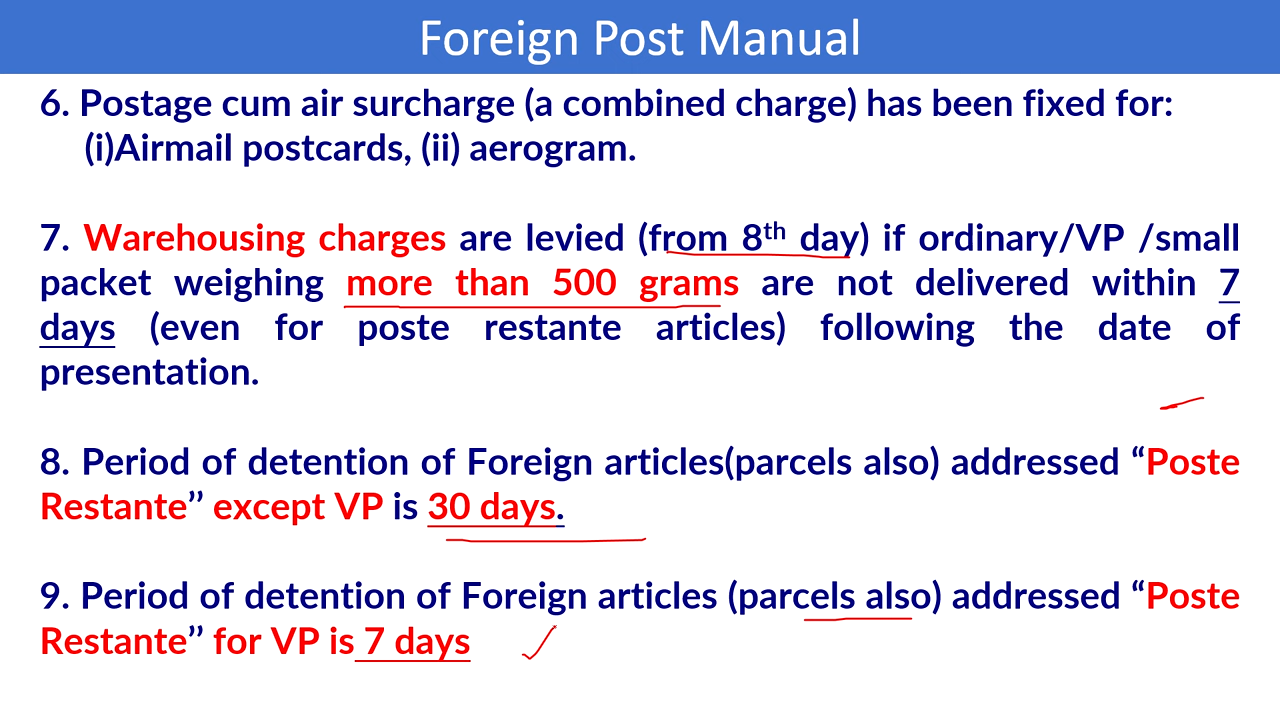 Foreign Post Manual
6. Postage cum air surcharge (a combined charge) has been fixed for:
(i)Airmail postcards, (ii) aerogram.
7. Warehousing charges are levied (from 8th day) if ordinary/VP /small
packet weighing more than 500 grams are not delivered within 7
days (even for poste restante articles) following the date of
presentation.
8. Period of detention of Foreign articles(parcels also) addressed “Poste
Restante” except VP is 30 days.
9. Period of detention of Foreign articles (parcels also) addressed “Poste
Restante” for VP is 7 days